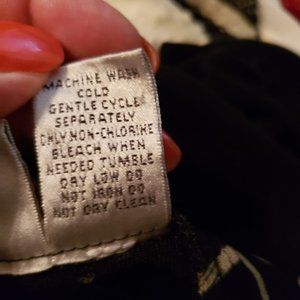 MACHINE WASH
COLD
GENTLE CYCLE
SEPARATELY
ONLY NON-CHLORINE
BLEACH WHEN
NEEDED TUMBLE
DRY LOW DO
NOT IRON DO
NOT DRY CLEAN